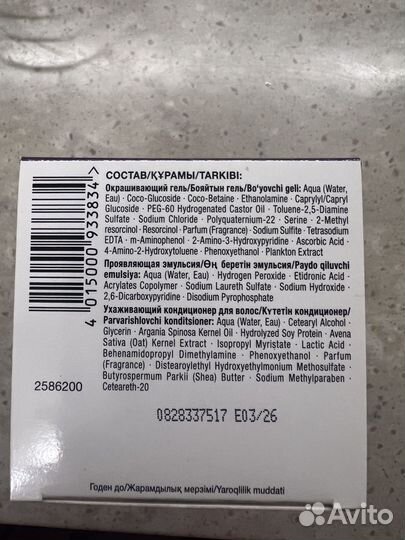 СОСТАВ/ҚҰРАМЫ/TARKIBI:
Окрашивающий гель/Бояйтын гель/Bo'yovchi geli: Aqua (Water,
Eau) · Coco-Glucoside · Coco-Betaine · Ethanolamine · Caprylyl/Capryl
Glucoside · PEG-60 Hydrogenated Castor Oil · Toluene-2,5-Diamine
Sulfate · Sodium Chloride · Polyquaternium-22 · Serine · 2-Methyl
resorcinol · Resorcinol · Parfum (Fragrance) · Sodium Sulfite · Tetrasodium
EDTA · m-Aminophenol · 2-Amino-3-Hydroxypyridine · Ascorbic Acid ·
4-Amino-2-Hydroxytoluene · Phenoxyethanol · Plankton Extract
Проявляющая эмульсия/Өң беретін эмульсия/Paydo qiluvchi
emulsiya: Aqua (Water, Eau) · Hydrogen Peroxide · Etidronic Acid ·
Acrylates Copolymer · Sodium Laureth Sulfate · Sodium Hydroxide ·
2,6-Dicarboxypyridine · Disodium Pyrophosphate
Ухаживающий кондиционер для волос/Күтетін кондиционер/
Parvarishlovchi konditsioner: Aqua (Water, Eau) · Cetearyl Alcohol ·
Glycerin · Argania Spinosa Kernel Oil · Hydrolyzed Soy Protein · Avena
Sativa (Oat) Kernel Extract · Isopropyl Myristate · Lactic Acid ·
Behenamidopropyl Dimethylamine · Phenoxyethanol · Parfum
(Fragrance) · Distearoylethyl Hydroxyethylmonium Methosulfate ·
Butyrospermum Parkii (Shea) Butter · Sodium Methylparaben ·
Ceteareth-20
4 015000 933834
2586200
0828337517 E03/26
Годен до/Жарамдылық мерзімі/Yaroqlilik muddati
Avito